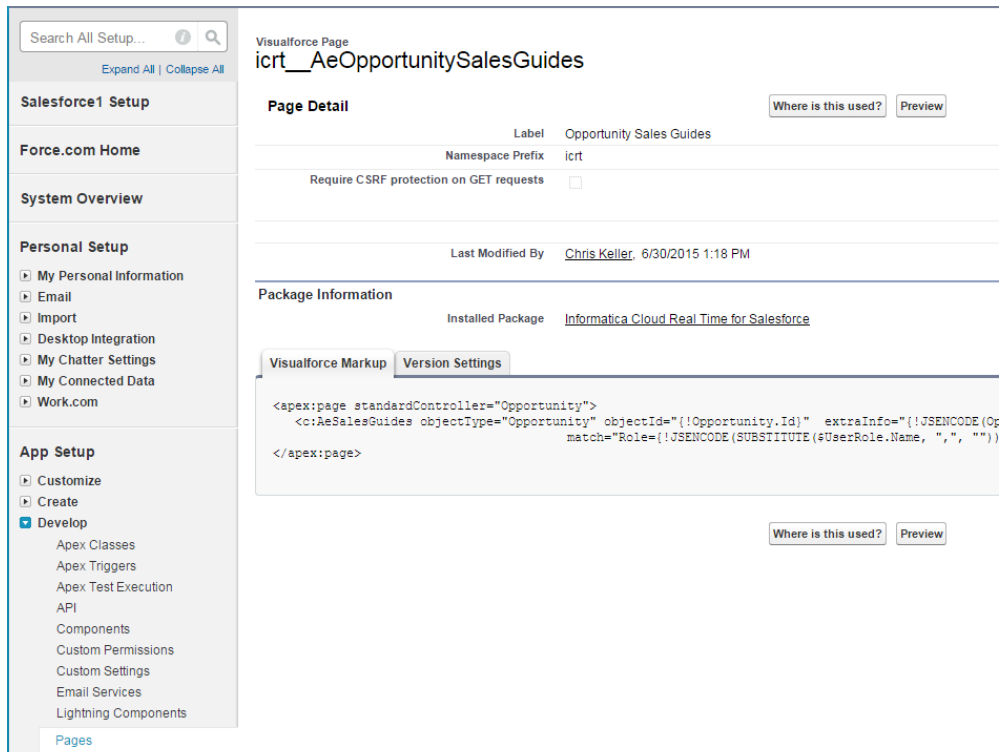 Search All Setup...
Expand All | Collapse All
Salesforce1 Setup
Force.com Home
System Overview
Personal Setup
My Personal Information
Email
Import
Desktop Integration
My Chatter Settings
My Connected Data
Work.com
App Setup
Customize
Create
Develop
Apex Classes
Apex Triggers
Apex Test Execution
API
Components
Custom Permissions
Custom Settings
Email Services
Lightning Components
Pages
Visualforce Page
icrt__AeOpportunitySalesGuides
Page Detail
Where is this used? Preview
Label Opportunity Sales Guides
Namespace Prefix icrt
Require CSRF protection on GET requests
Last Modified By Chris Keller, 6/30/2015 1:18 PM
Package Information
Installed Package Informatica Cloud Real Time for Salesforce
Visualforce Markup Version Settings
<apex:page standardController="Opportunity">
<c:AeSalesGuides objectType="Opportunity" objectId="{!Opportunity.Id}" extraInfo="{!JSENCODE(Op
match="Role={!JSENCODE(SUBSTITUTE($UserRole.Name, ",", ""))
</apex:page>
Where is this used? Preview